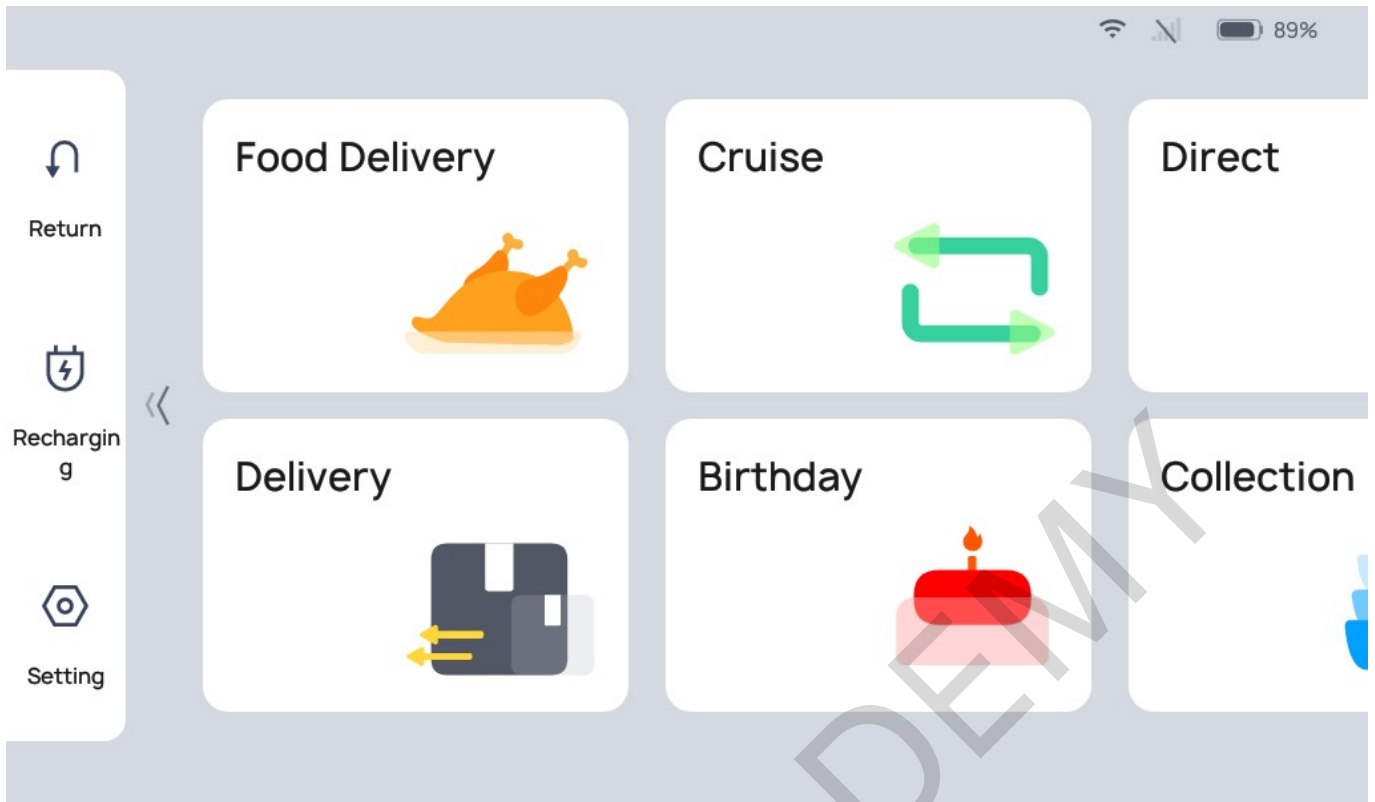 89%
Return
Rechargin
g
Setting
Food Delivery
Cruise
Direct
Delivery
Birthday
Collection
DEMY